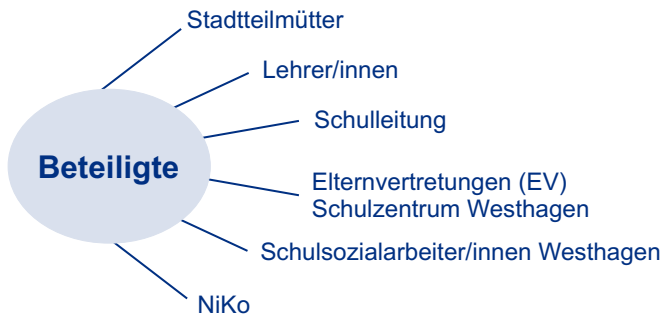 Stadtteilmütter
Lehrer/innen
Schulleitung
Beteiligte
Elternvertretungen (EV)
Schulzentrum Westhagen
Schulsozialarbeiter/innen Westhagen
NiKo